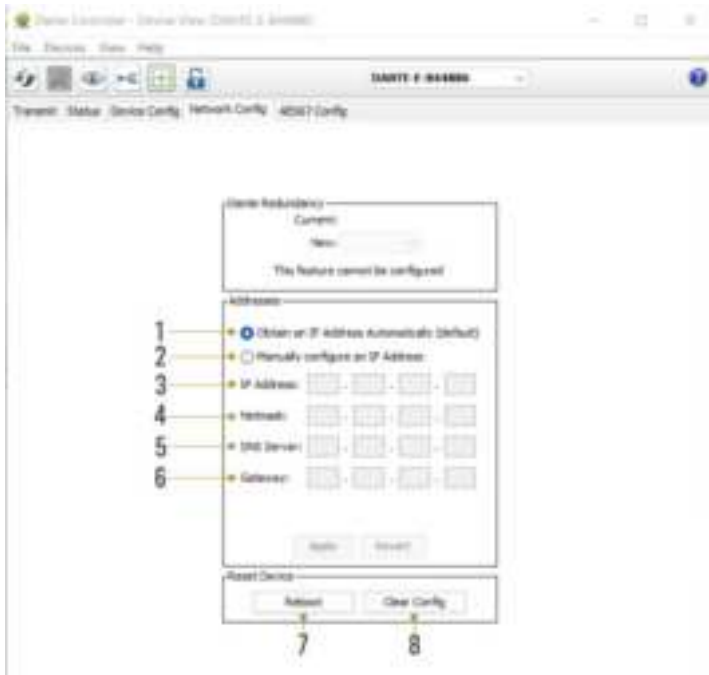 Dante Controller - Device View (DANTE-E-844886)
File Devices View Help
Transmit Status Device Config Network Config AES67 Config
Dante Redundancy
Current:
New:
This feature cannot be configured
Addresses
1 Obtain an IP Address Automatically (default)
2 Manually configure an IP Address
3 IP Address:
4 Netmask:
5 DNS Server:
6 Gateway:
Apply Revert
Reset Device
Reboot Clear Config
7 8